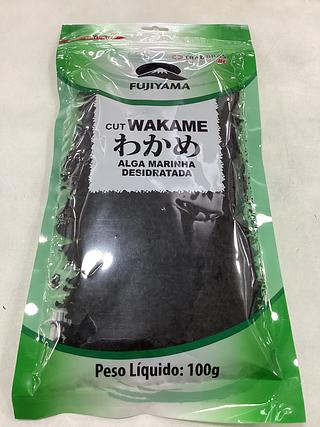 FUJIYAMA
CUT WAKAME
わかめ
ALGA MARINHA
DESIDRATADA
Peso Líquido: 100g